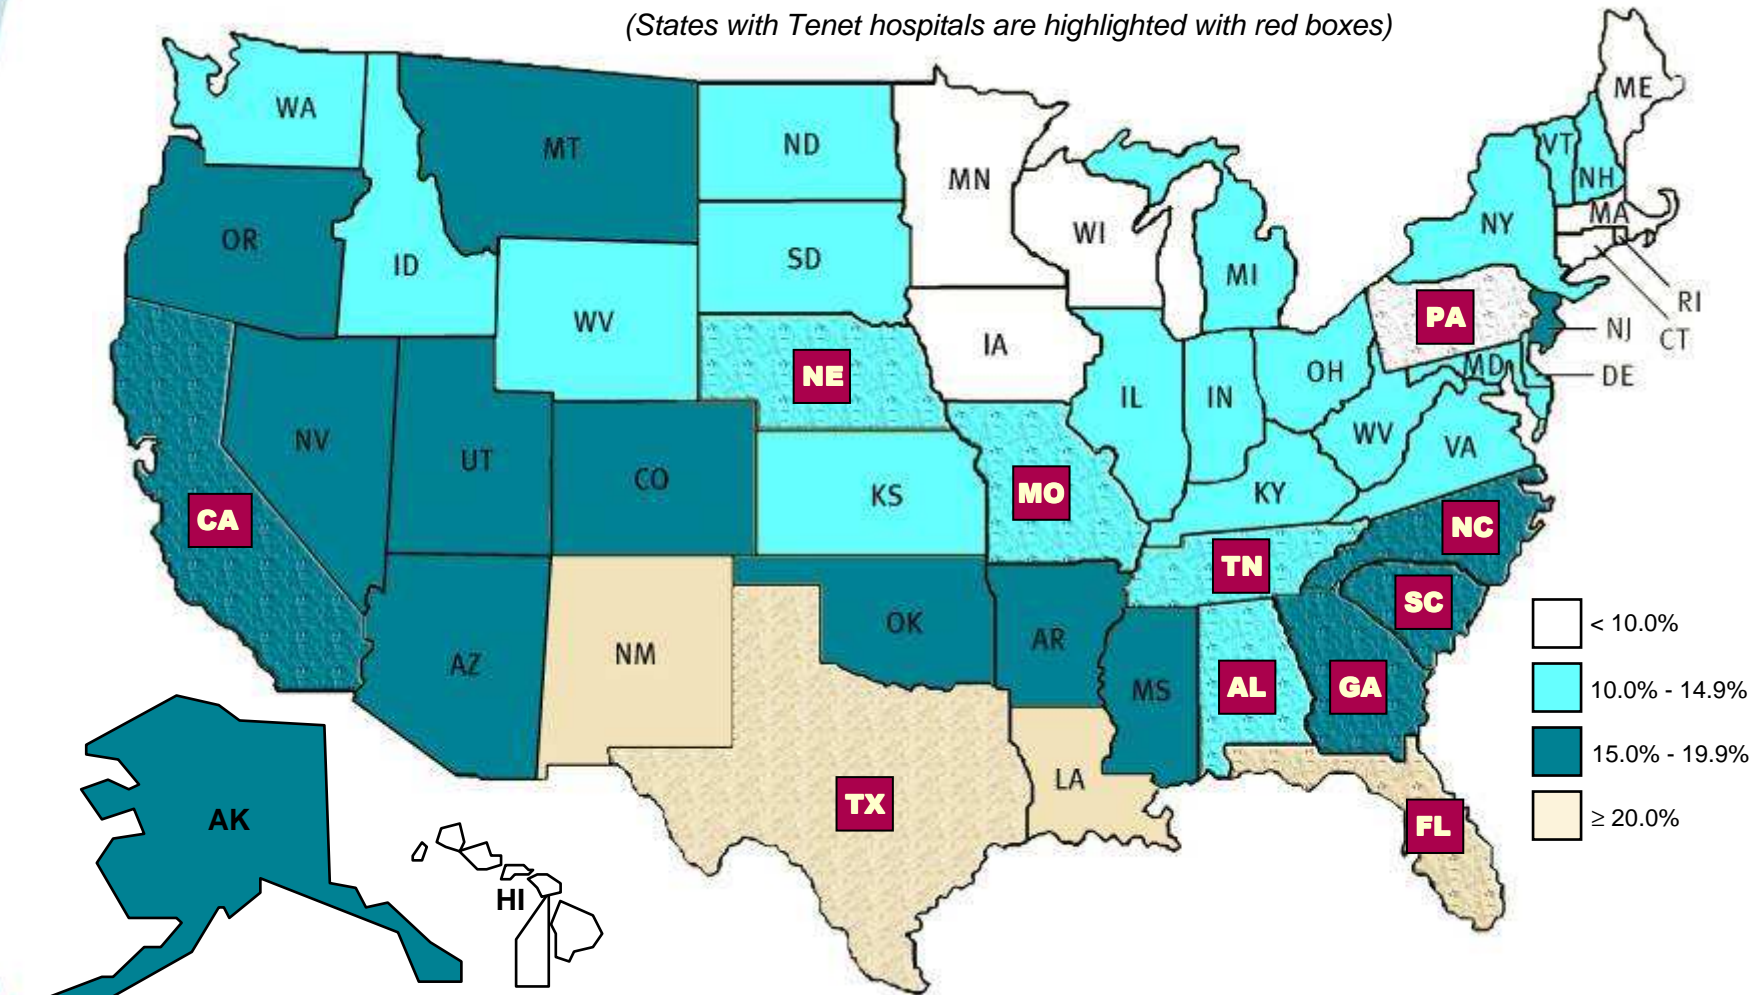 (States with Tenet hospitals are highlighted with red boxes)
ME
WA
MT
ND
MN
VT
NH
MA
NY
WI
OR
ID
SD
MI
RI
PA
NJ
CT
WV
IA
NE
OH
MD
DE
IL
IN
NV
UT
CO
KS
MO
KY
WV
VA
CA
NC
TN
SC
OK
AR
NM
AZ
MS
AL
GA
LA
TX
FL
AK
HI
< 10.0%
10.0% - 14.9%
15.0% - 19.9%
≥ 20.0%